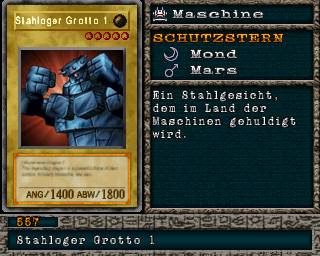 Stahloger Grotto 1
ANG/1400 ABW/1800
Maschine
SCHUTZSTERN
Mond
Mars
Ein Stahlgesicht,
dem im Land der
Maschinen gehuldigt
wird.
557
Stahloger Grotto 1